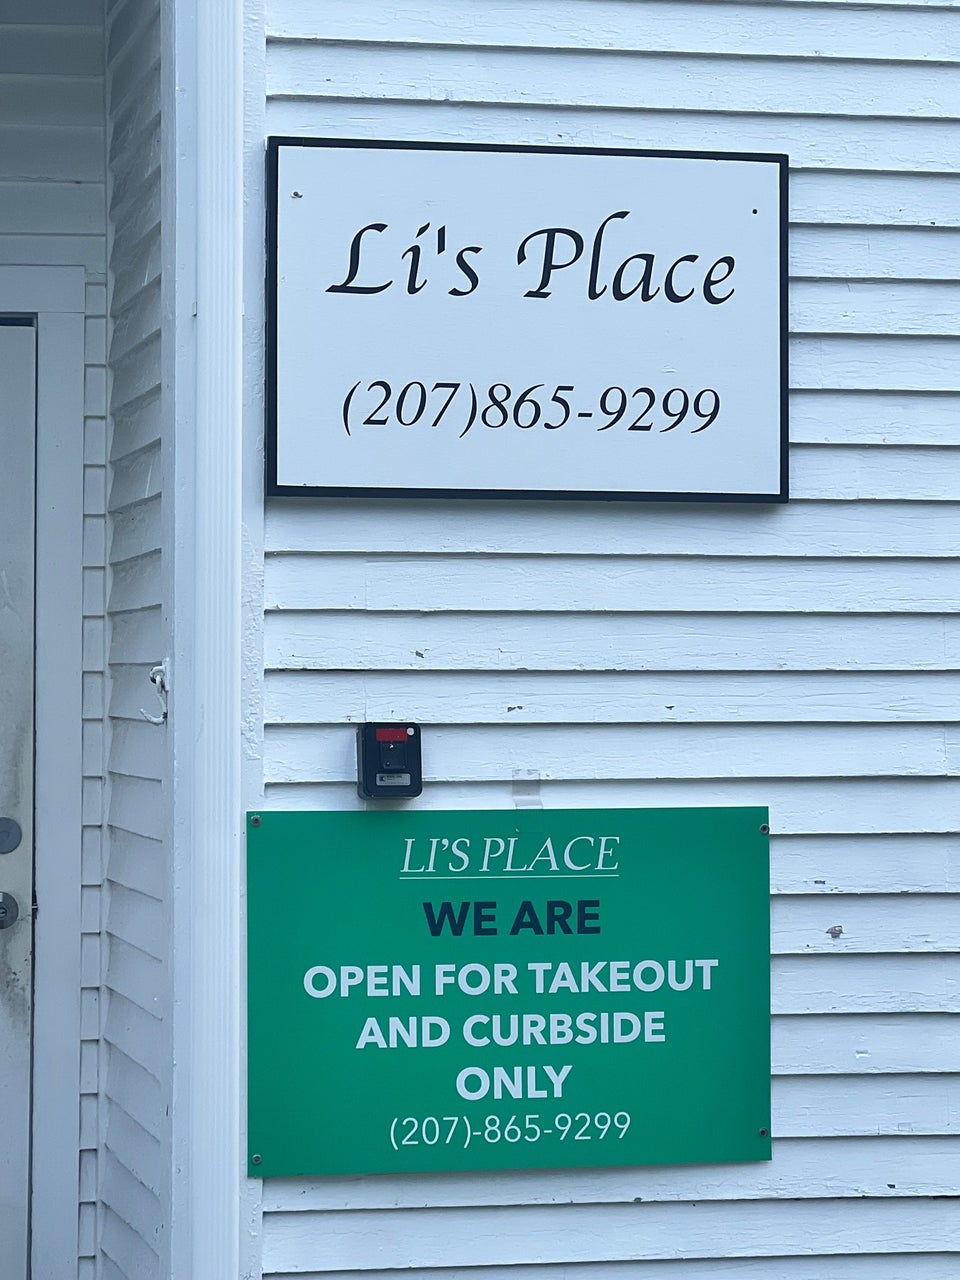 Li's Place
(207)865-9299
LI'S PLACE
WE ARE
OPEN FOR TAKEOUT
AND CURBSIDE
ONLY
(207)-865-9299